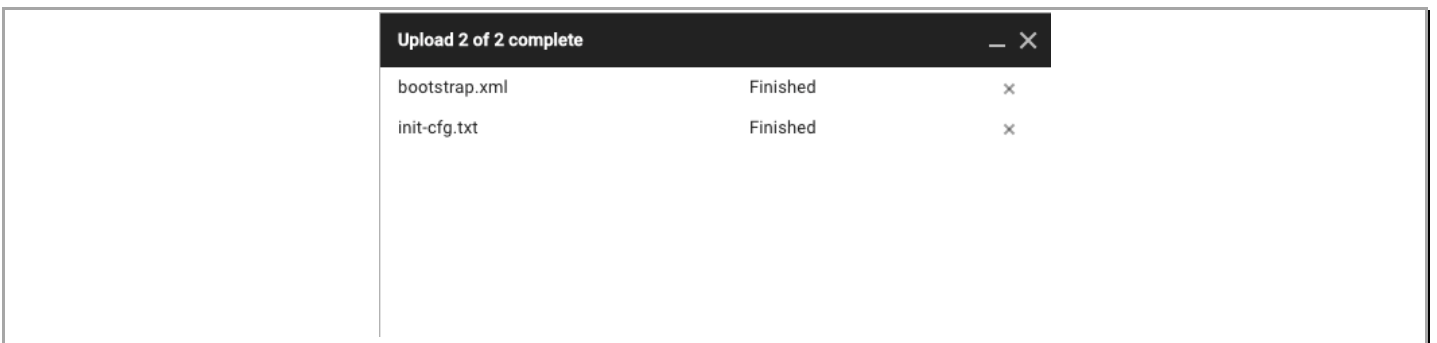 Upload 2 of 2 complete
bootstrap.xml Finished
init-cfg.txt Finished